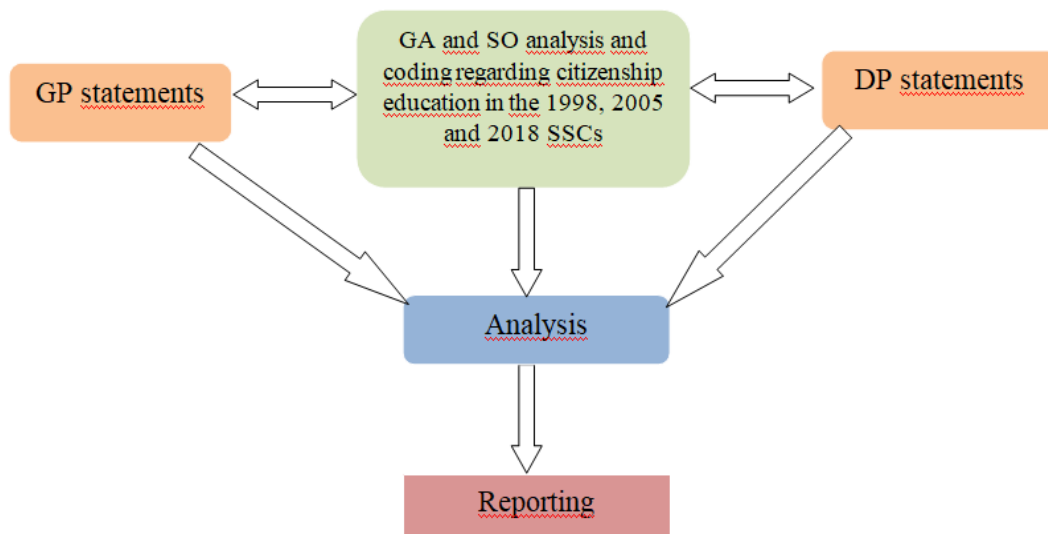 GP statements
GA and SO analysis and
coding regarding citizenship
education in the 1998, 2005
and 2018 SSCs
DP statements
Analysis
Reporting